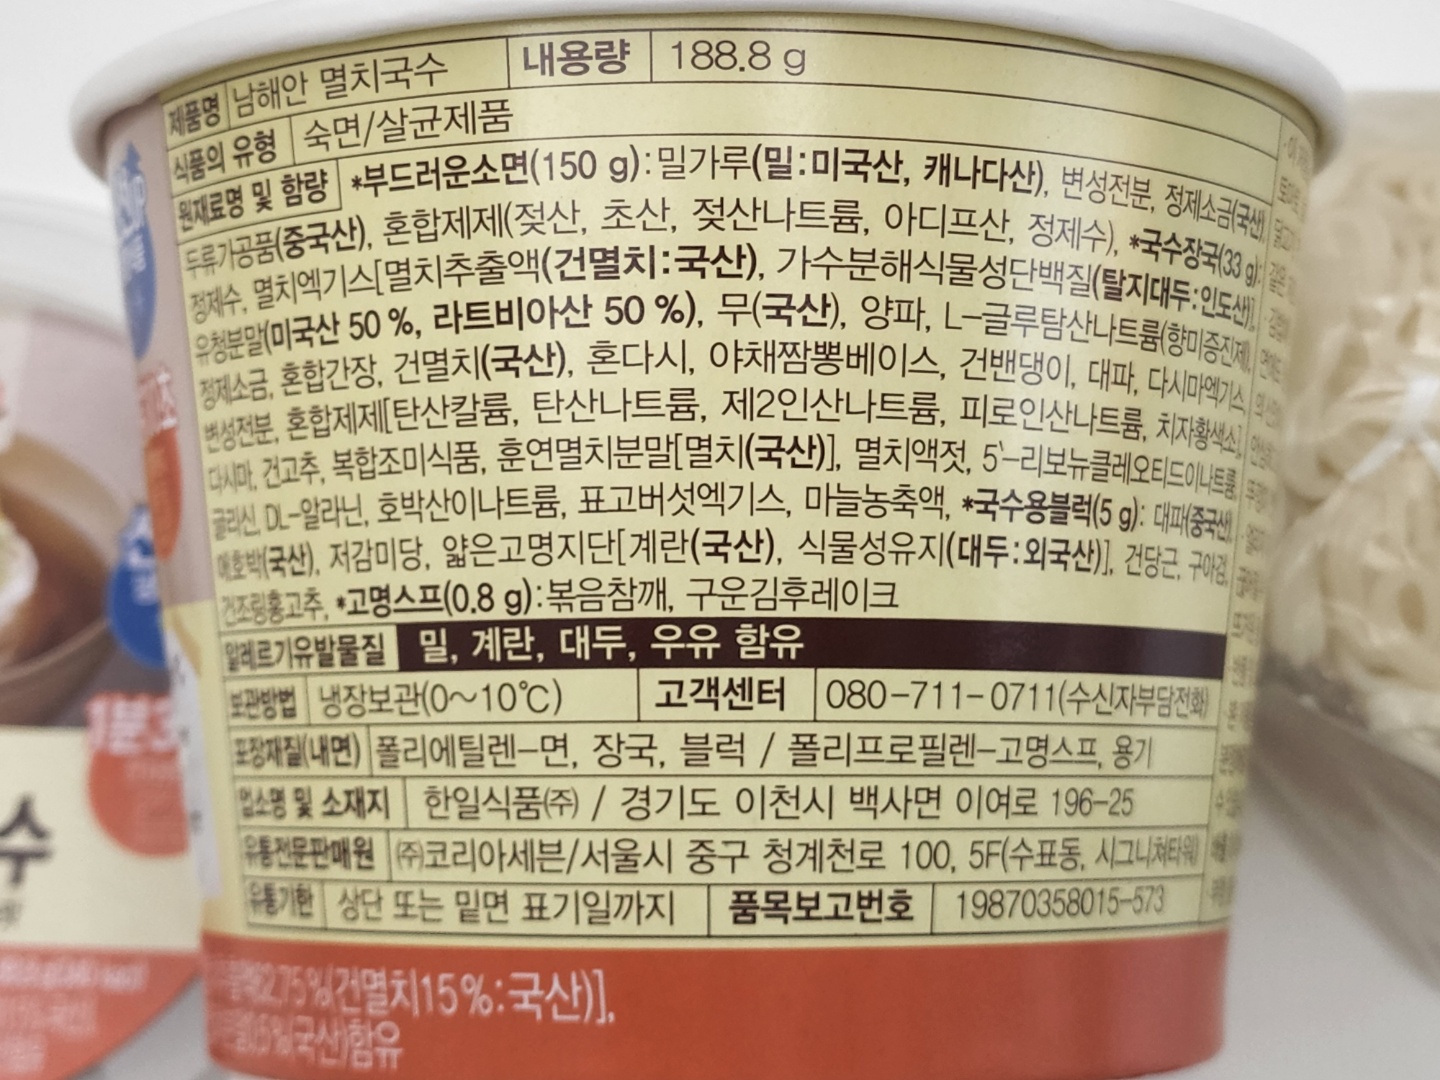 제품명 남해안 멸치국수 내용량 188.8 g
식품의 유형 숙면/살균제품
원재료명 및 함량 *부드러운소면(150 g):밀가루(밀:미국산, 캐나다산), 변성전분, 정제소금(국산),
두류가공품(중국산), 혼합제제(젖산, 초산, 젖산나트륨, 아디프산, 정제수), *국수장국(33 g):
정제수, 멸치엑기스[멸치추출액(건멸치:국산), 가수분해식물성단백질(탈지대두:인도산)],
유청분말(미국산 50 %, 라트비아산 50 %), 무(국산), 양파, L-글루탐산나트륨(향미증진제),
정제소금, 혼합간장, 건멸치(국산), 혼다시, 야채짬뽕베이스, 건밴댕이, 대파, 다시마엑기스,
변성전분, 혼합제제[탄산칼륨, 탄산나트륨, 제2인산나트륨, 피로인산나트륨, 치자황색소],
다시마, 건고추, 복합조미식품, 훈연멸치분말[멸치(국산)], 멸치액젓, 5'-리보뉴클레오티드이나트륨,
글리신, DL-알라닌, 호박산이나트륨, 표고버섯엑기스, 마늘농축액, *국수용블럭(5 g): 대파(중국산),
애호박(국산), 저감미당, 얇은고명지단[계란(국산), 식물성유지(대두:외국산)], 건당근, 구아검,
건조링홍고추, *고명스프(0.8 g):볶음참깨, 구운김후레이크
알레르기유발물질 밀, 계란, 대두, 우유 함유
보관방법 냉장보관(0~10℃) 고객센터 080-711-0711(수신자부담전화)
포장재질(내면) 폴리에틸렌-면, 장국, 블럭 / 폴리프로필렌-고명스프, 용기
업소명 및 소재지 한일식품㈜ / 경기도 이천시 백사면 이여로 196-25
유통전문판매원 ㈜코리아세븐/서울시 중구 청계천로 100, 5F(수표동, 시그니쳐타워)
유통기한 상단 또는 밑면 표기일까지 품목보고번호 19870358015-573
2.75%(건멸치15%:국산)],
국산)함유
수